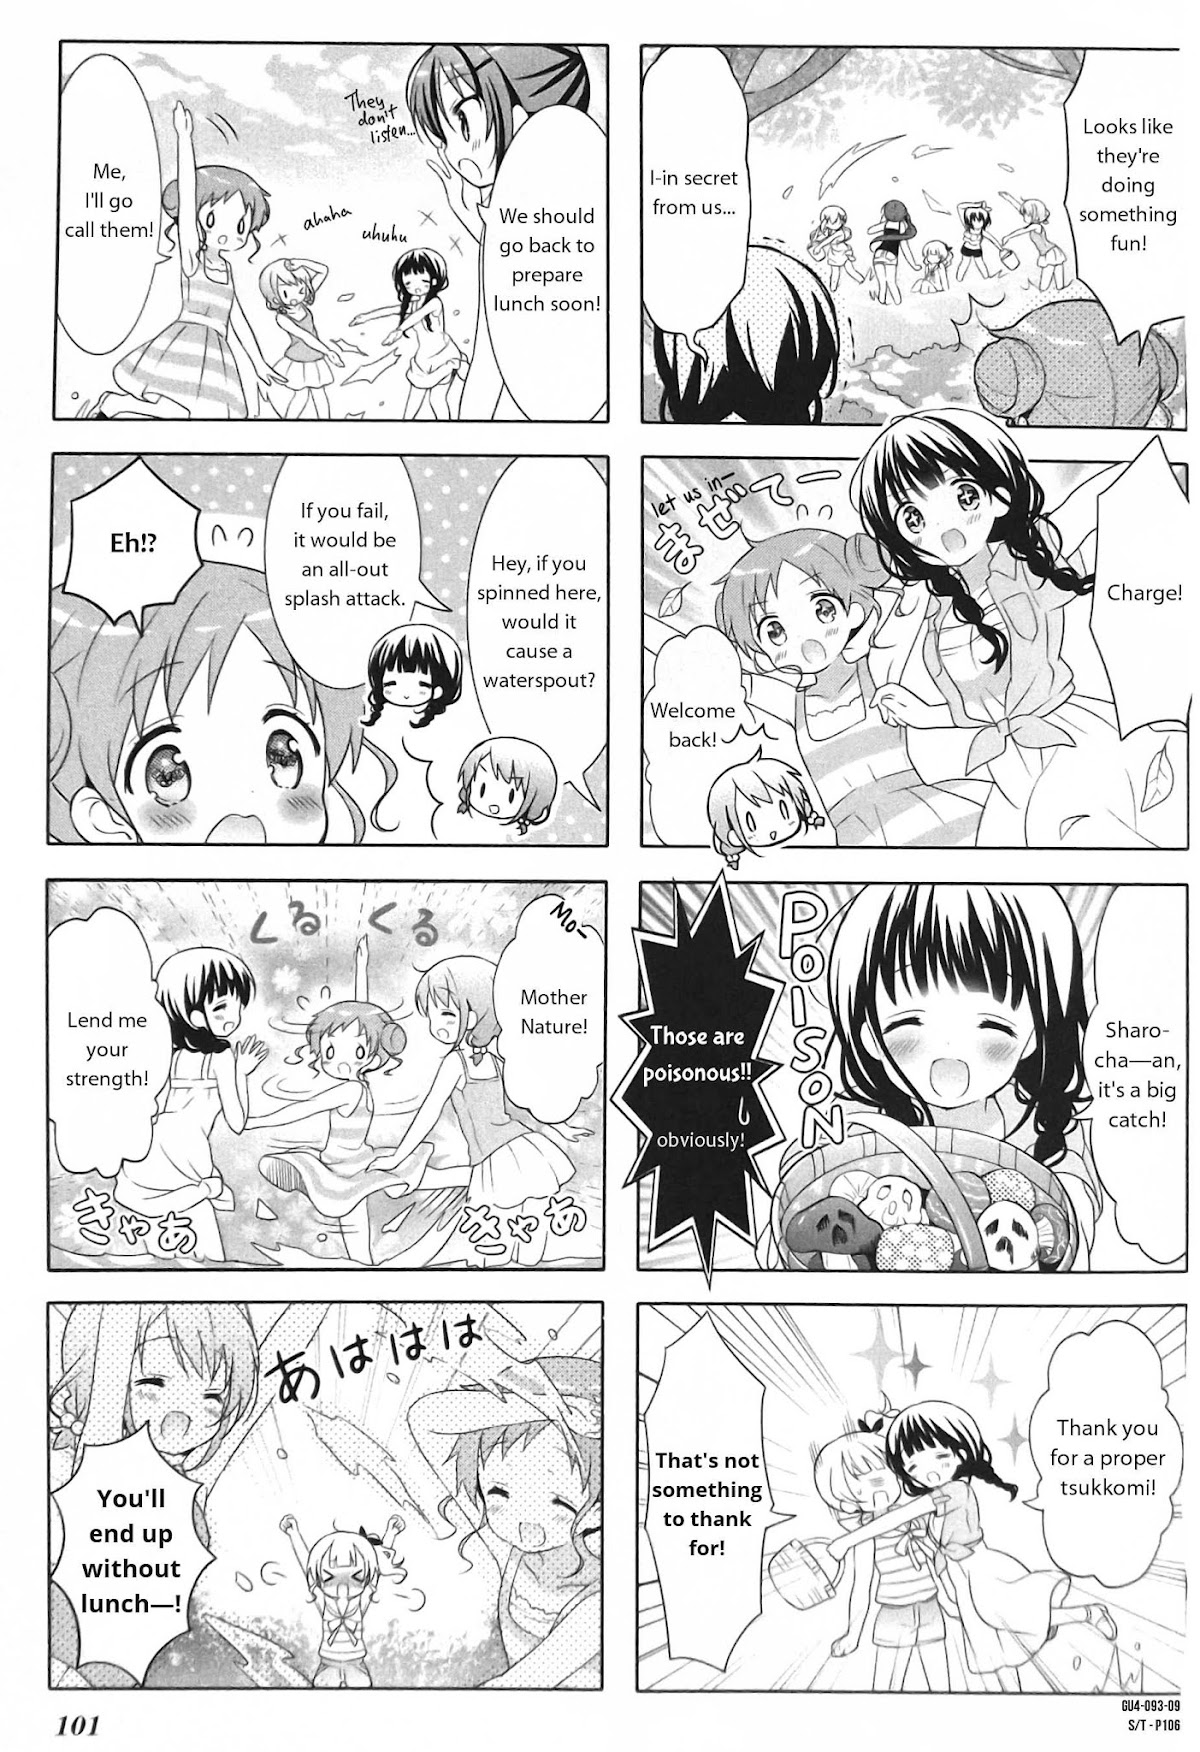 Looks like
they're
doing
something
fun!
I-in secret
from us...
Charge!
let us in—
まぜてー
Welcome
back!
Sharo-
cha—an,
it's a big
catch!
POISON
Those are
poisonous!!
obviously!
Thank you
for a proper
tsukkomi!
That's not
something
to thank
for!
We should
go back to
prepare
lunch soon!
They
don't
listen...
uhuhu
ahaha
Me,
I'll go
call them!
Hey, if you
spinned here,
would it
cause a
waterspout?
If you fail,
it would be
an all-out
splash attack.
Eh!?
Mo-
Mother
Nature!
くるくる
Lend me
your
strength!
きゃあ
きゃあ
あはははは
You'll
end up
without
lunch—!
101
GU4-093-09
S/T - P106